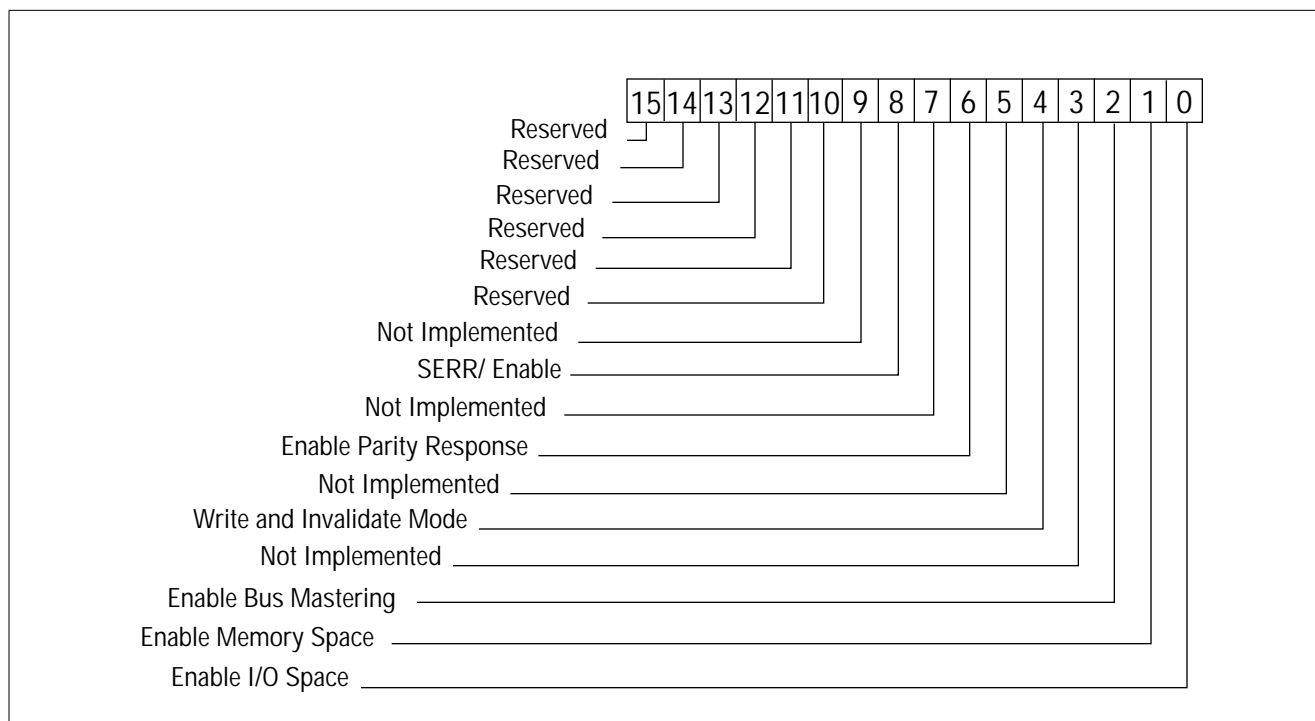 15 14 13 12 11 10 9 8 7 6 5 4 3 2 1 0
Reserved
Reserved
Reserved
Reserved
Reserved
Reserved
Not Implemented
SERR/ Enable
Not Implemented
Enable Parity Response
Not Implemented
Write and Invalidate Mode
Not Implemented
Enable Bus Mastering
Enable Memory Space
Enable I/O Space